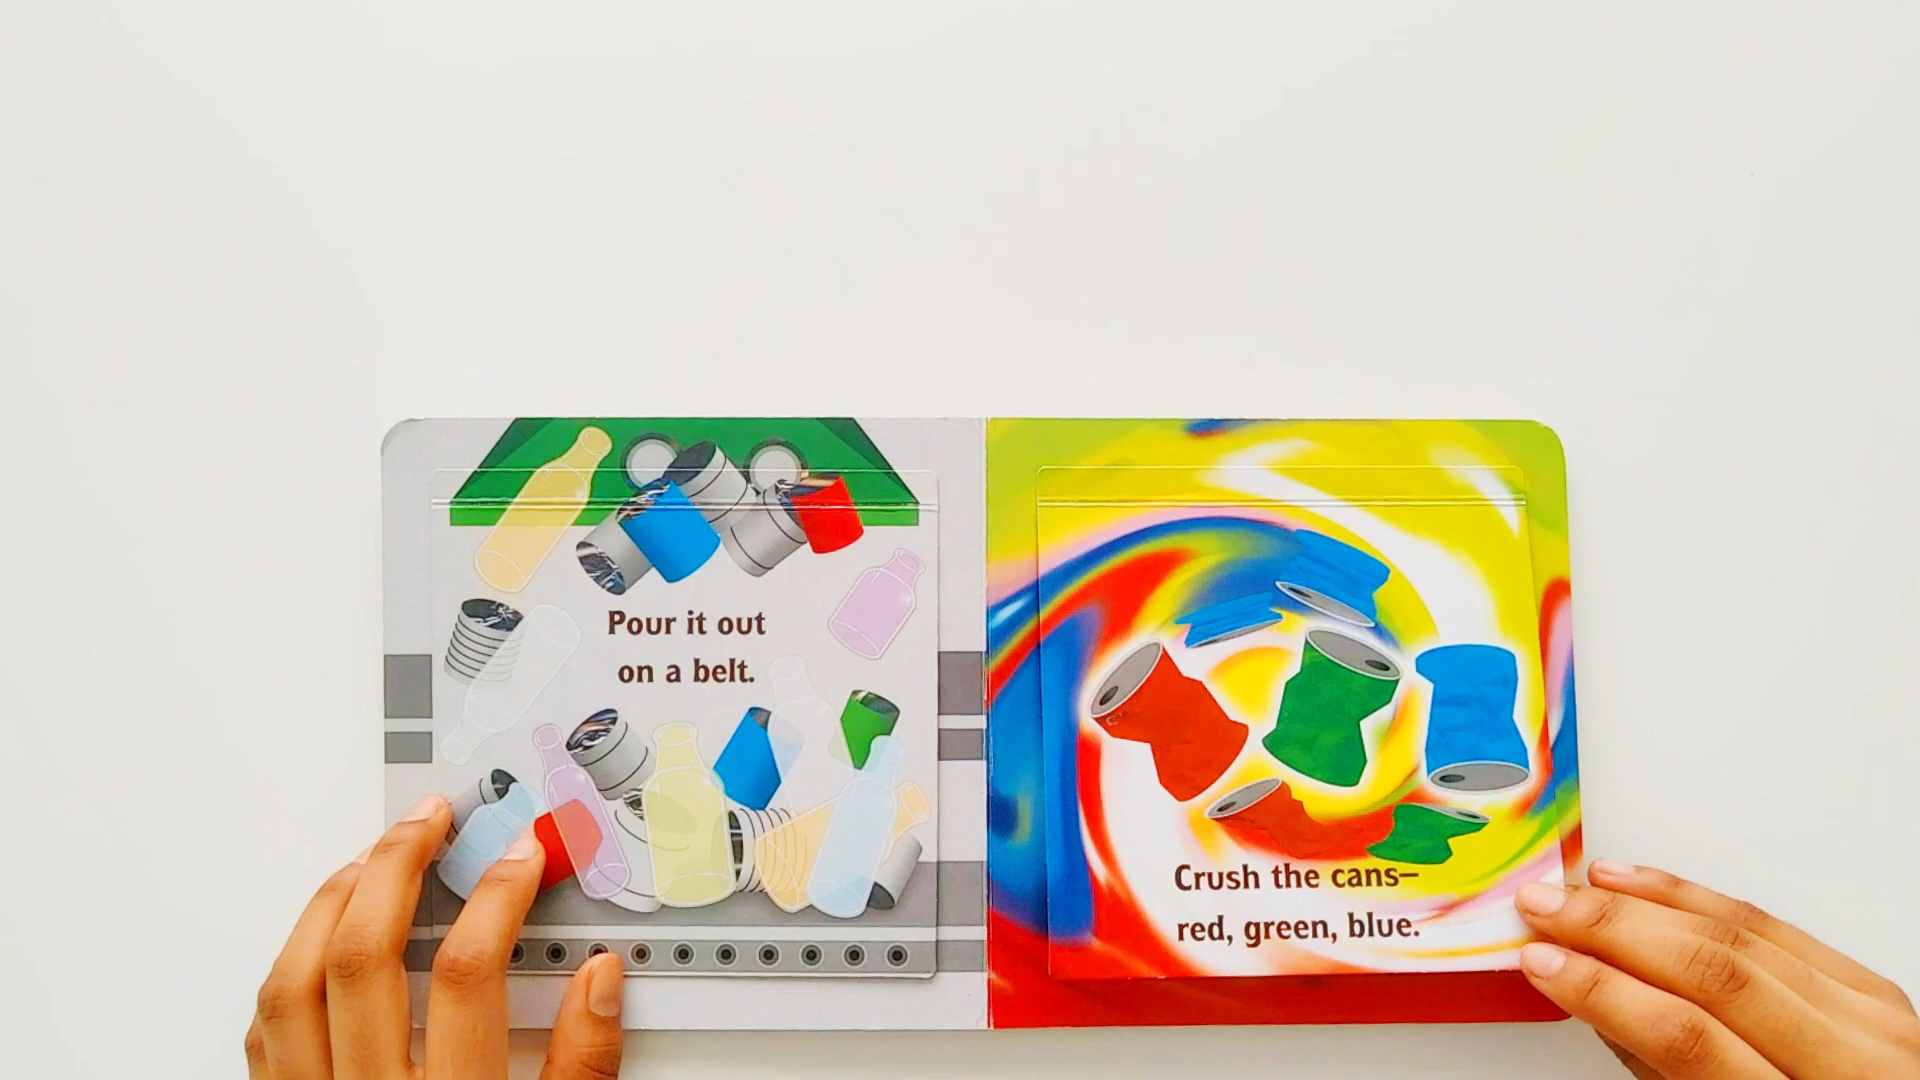 Pour it out
on a belt.
Crush the cans—
red, green, blue.